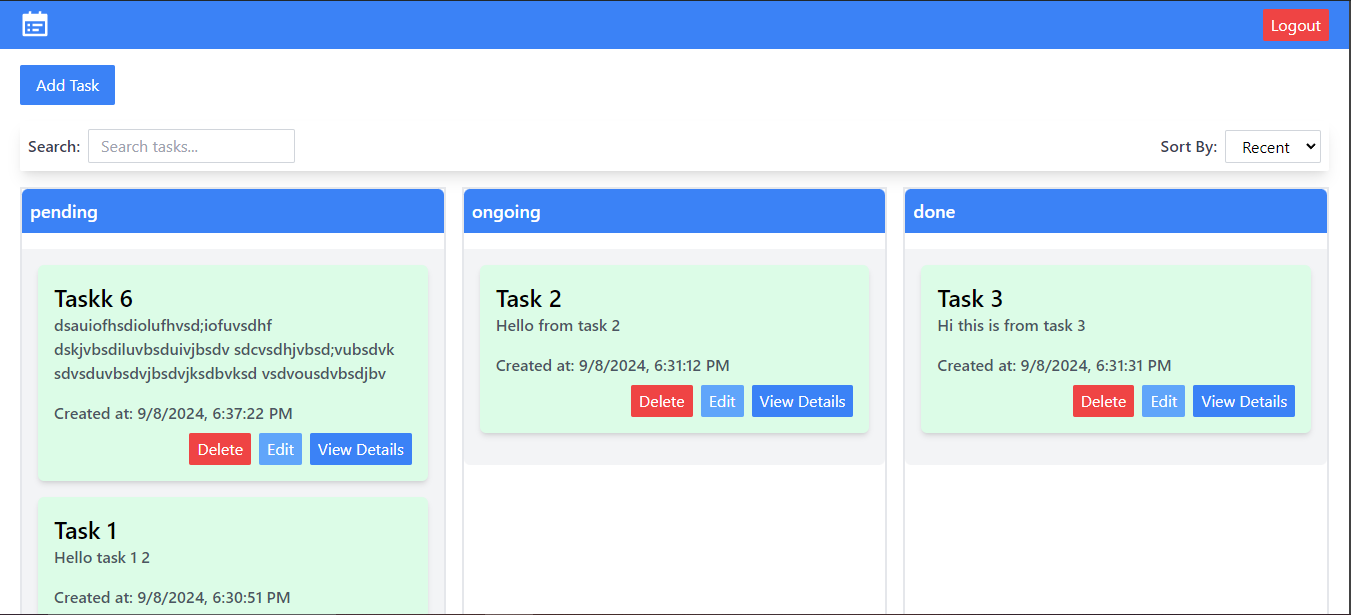 Logout
Add Task
Search: Search tasks... Sort By: Recent
pending
Taskk 6
dsauiofhsdiolufhvsd;iofuvsdhf
dskjvbsdiluvbsduivjbsdv sdcvsdhjvbsd;vubsdvk
sdvsduvbsdvjbsdvjksdbvksd vsdvousdvbsdjbv
Created at: 9/8/2024, 6:37:22 PM
Delete Edit View Details
Task 1
Hello task 1 2
Created at: 9/8/2024, 6:30:51 PM
ongoing
Task 2
Hello from task 2
Created at: 9/8/2024, 6:31:12 PM
Delete Edit View Details
done
Task 3
Hi this is from task 3
Created at: 9/8/2024, 6:31:31 PM
Delete Edit View Details